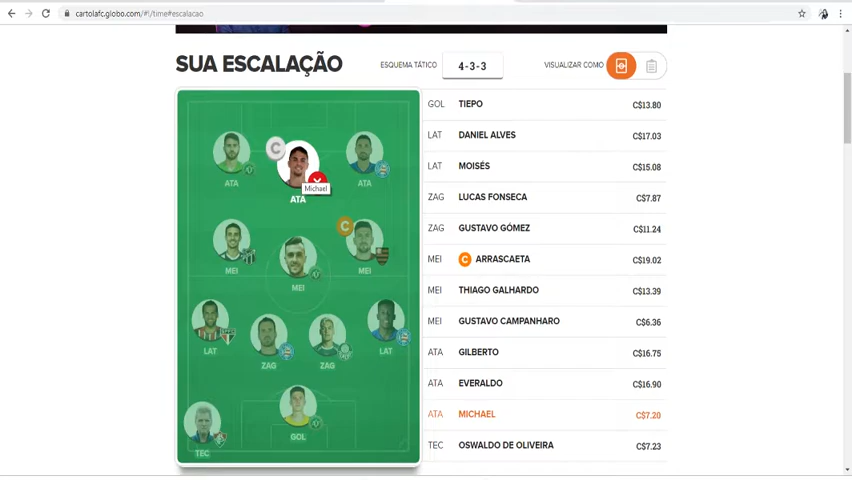 cartolafc.globo.com/#!/time#escalacao
SUA ESCALAÇÃO
ESQUEMA TÁTICO
4-3-3
VISUALIZAR COMO
C
ATA
ATA
ATA
Michael
C
MEI
MEI
MEI
LAT
ZAG
ZAG
LAT
TEC
GOL
GOL TIEPO C$13.80
LAT DANIEL ALVES C$17.03
LAT MOISÉS C$15.08
ZAG LUCAS FONSECA C$7.87
ZAG GUSTAVO GÓMEZ C$11.24
MEI C ARRASCAETA C$19.02
MEI THIAGO GALHARDO C$13.39
MEI GUSTAVO CAMPANHARO C$6.36
ATA GILBERTO C$16.75
ATA EVERALDO C$16.90
ATA MICHAEL C$7.20
TEC OSWALDO DE OLIVEIRA C$7.23